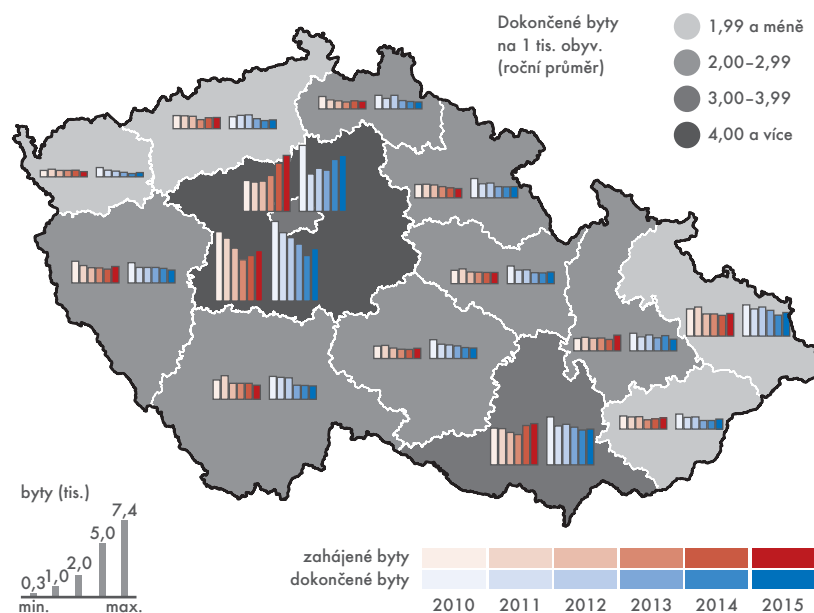 Dokončené byty
na 1 tis. obyv.
(roční průměr)
1,99 a méně
2,00–2,99
3,00–3,99
4,00 a více
byty (tis.)
7,4
5,0
2,0
1,0
0,3
min.
max.
zahájené byty
dokončené byty
2010 2011 2012 2013 2014 2015